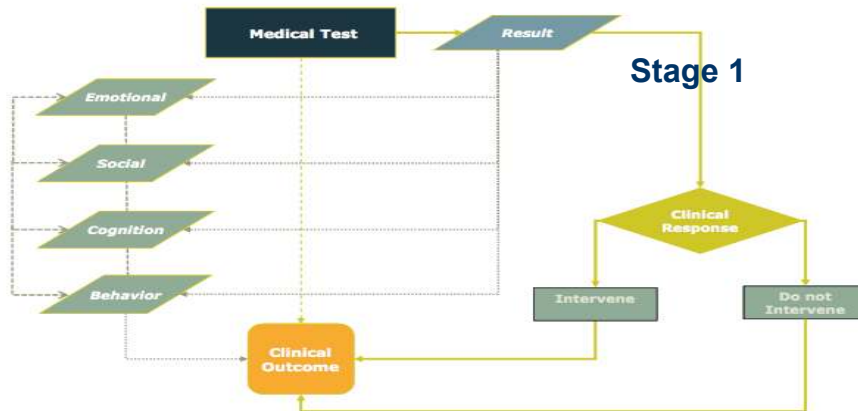 Medical Test
Result
Stage 1
Emotional
Social
Cognition
Behavior
Clinical
Response
Intervene
Do not
Intervene
Clinical
Outcome